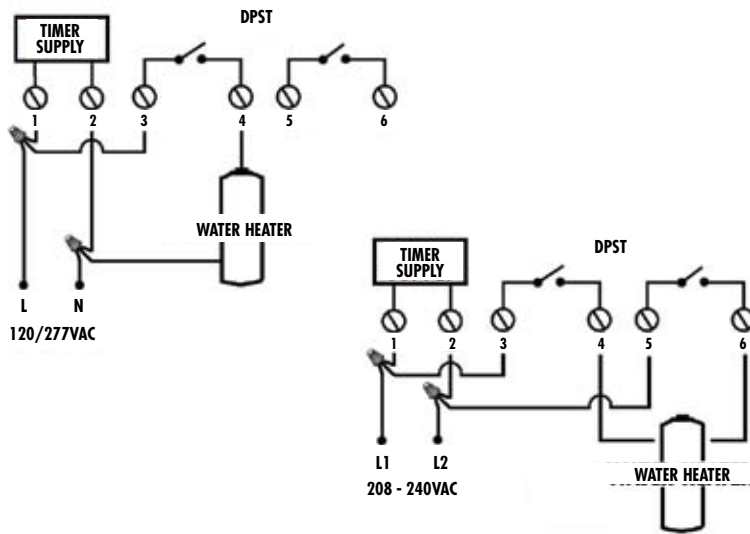 TIMER
SUPPLY
DPST
1 2 3 4 5 6
WATER HEATER
L N
120/277VAC
TIMER
SUPPLY
DPST
1 2 3 4 5 6
L1 L2
208 - 240VAC
WATER HEATER